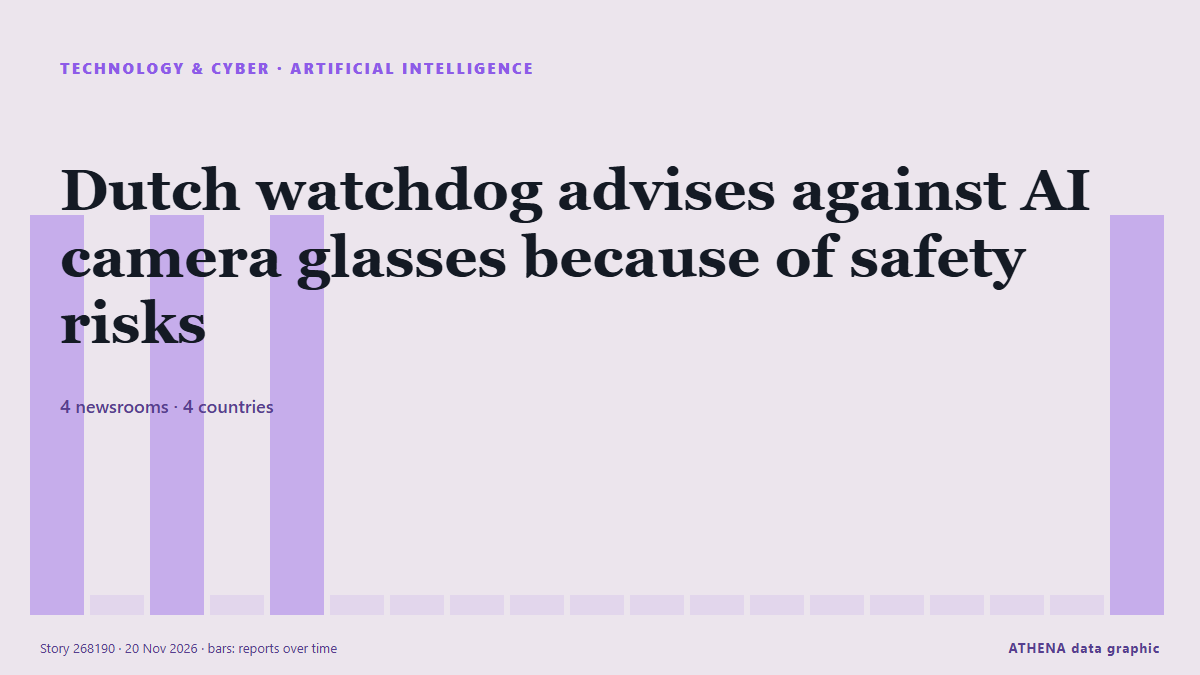 TECHNOLOGY & CYBER · ARTIFICIAL INTELLIGENCE
Dutch watchdog advises against AI
camera glasses because of safety
risks
4 newsrooms · 4 countries
Story 268190 · 20 Nov 2026 · bars: reports over time
ATHENA data graphic